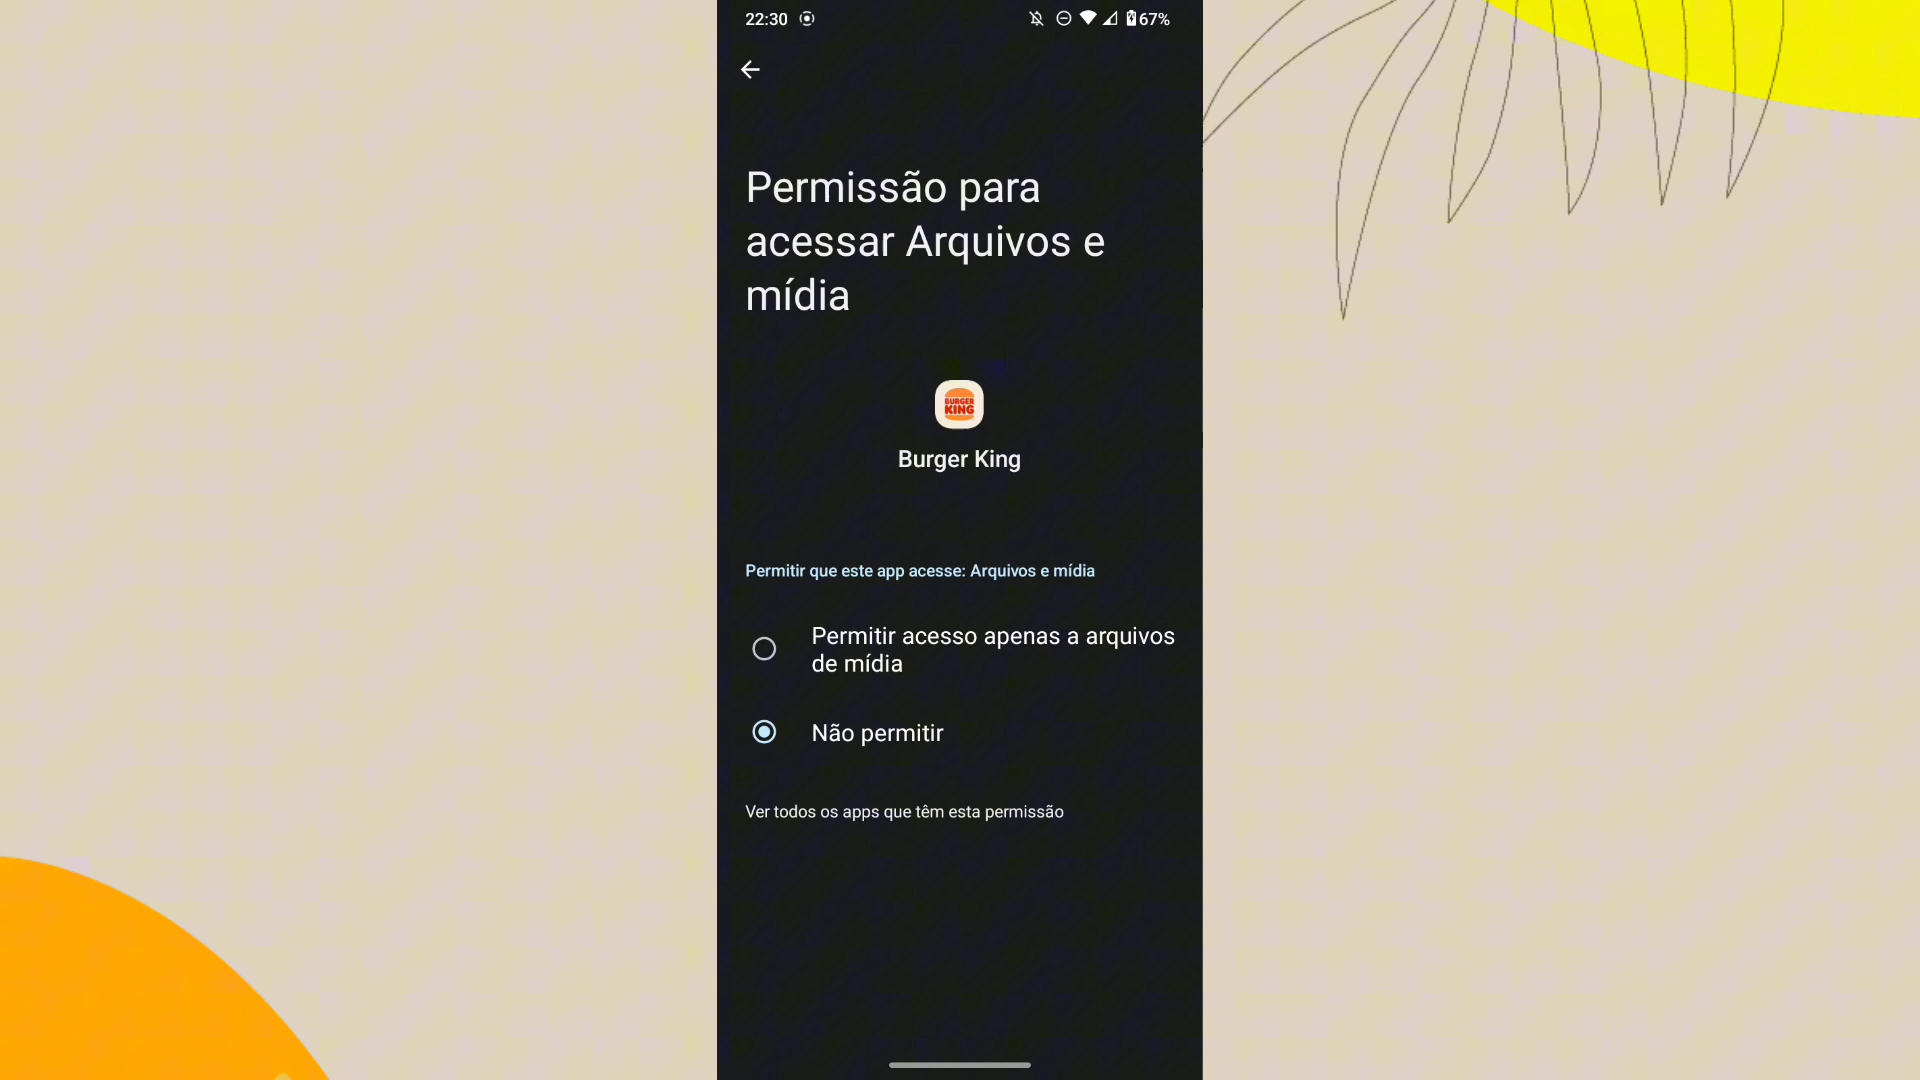 22:30
67%
Permissão para
acessar Arquivos e
mídia
BURGER
KING
Burger King
Permitir que este app acesse: Arquivos e mídia
Permitir acesso apenas a arquivos
de mídia
Não permitir
Ver todos os apps que têm esta permissão